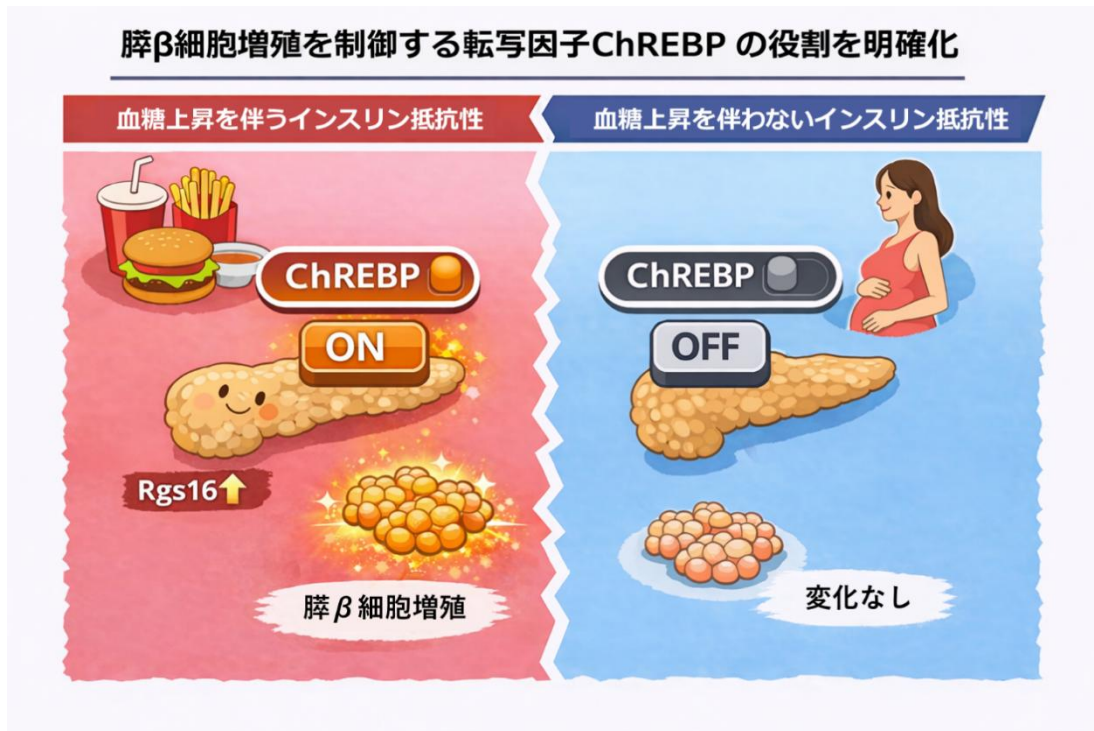 膵β細胞増殖を制御する転写因子ChREBP の役割を明確化
血糖上昇を伴うインスリン抵抗性
血糖上昇を伴わないインスリン抵抗性
ChREBP
ON
Rgs16
膵β細胞増殖
ChREBP
OFF
変化なし